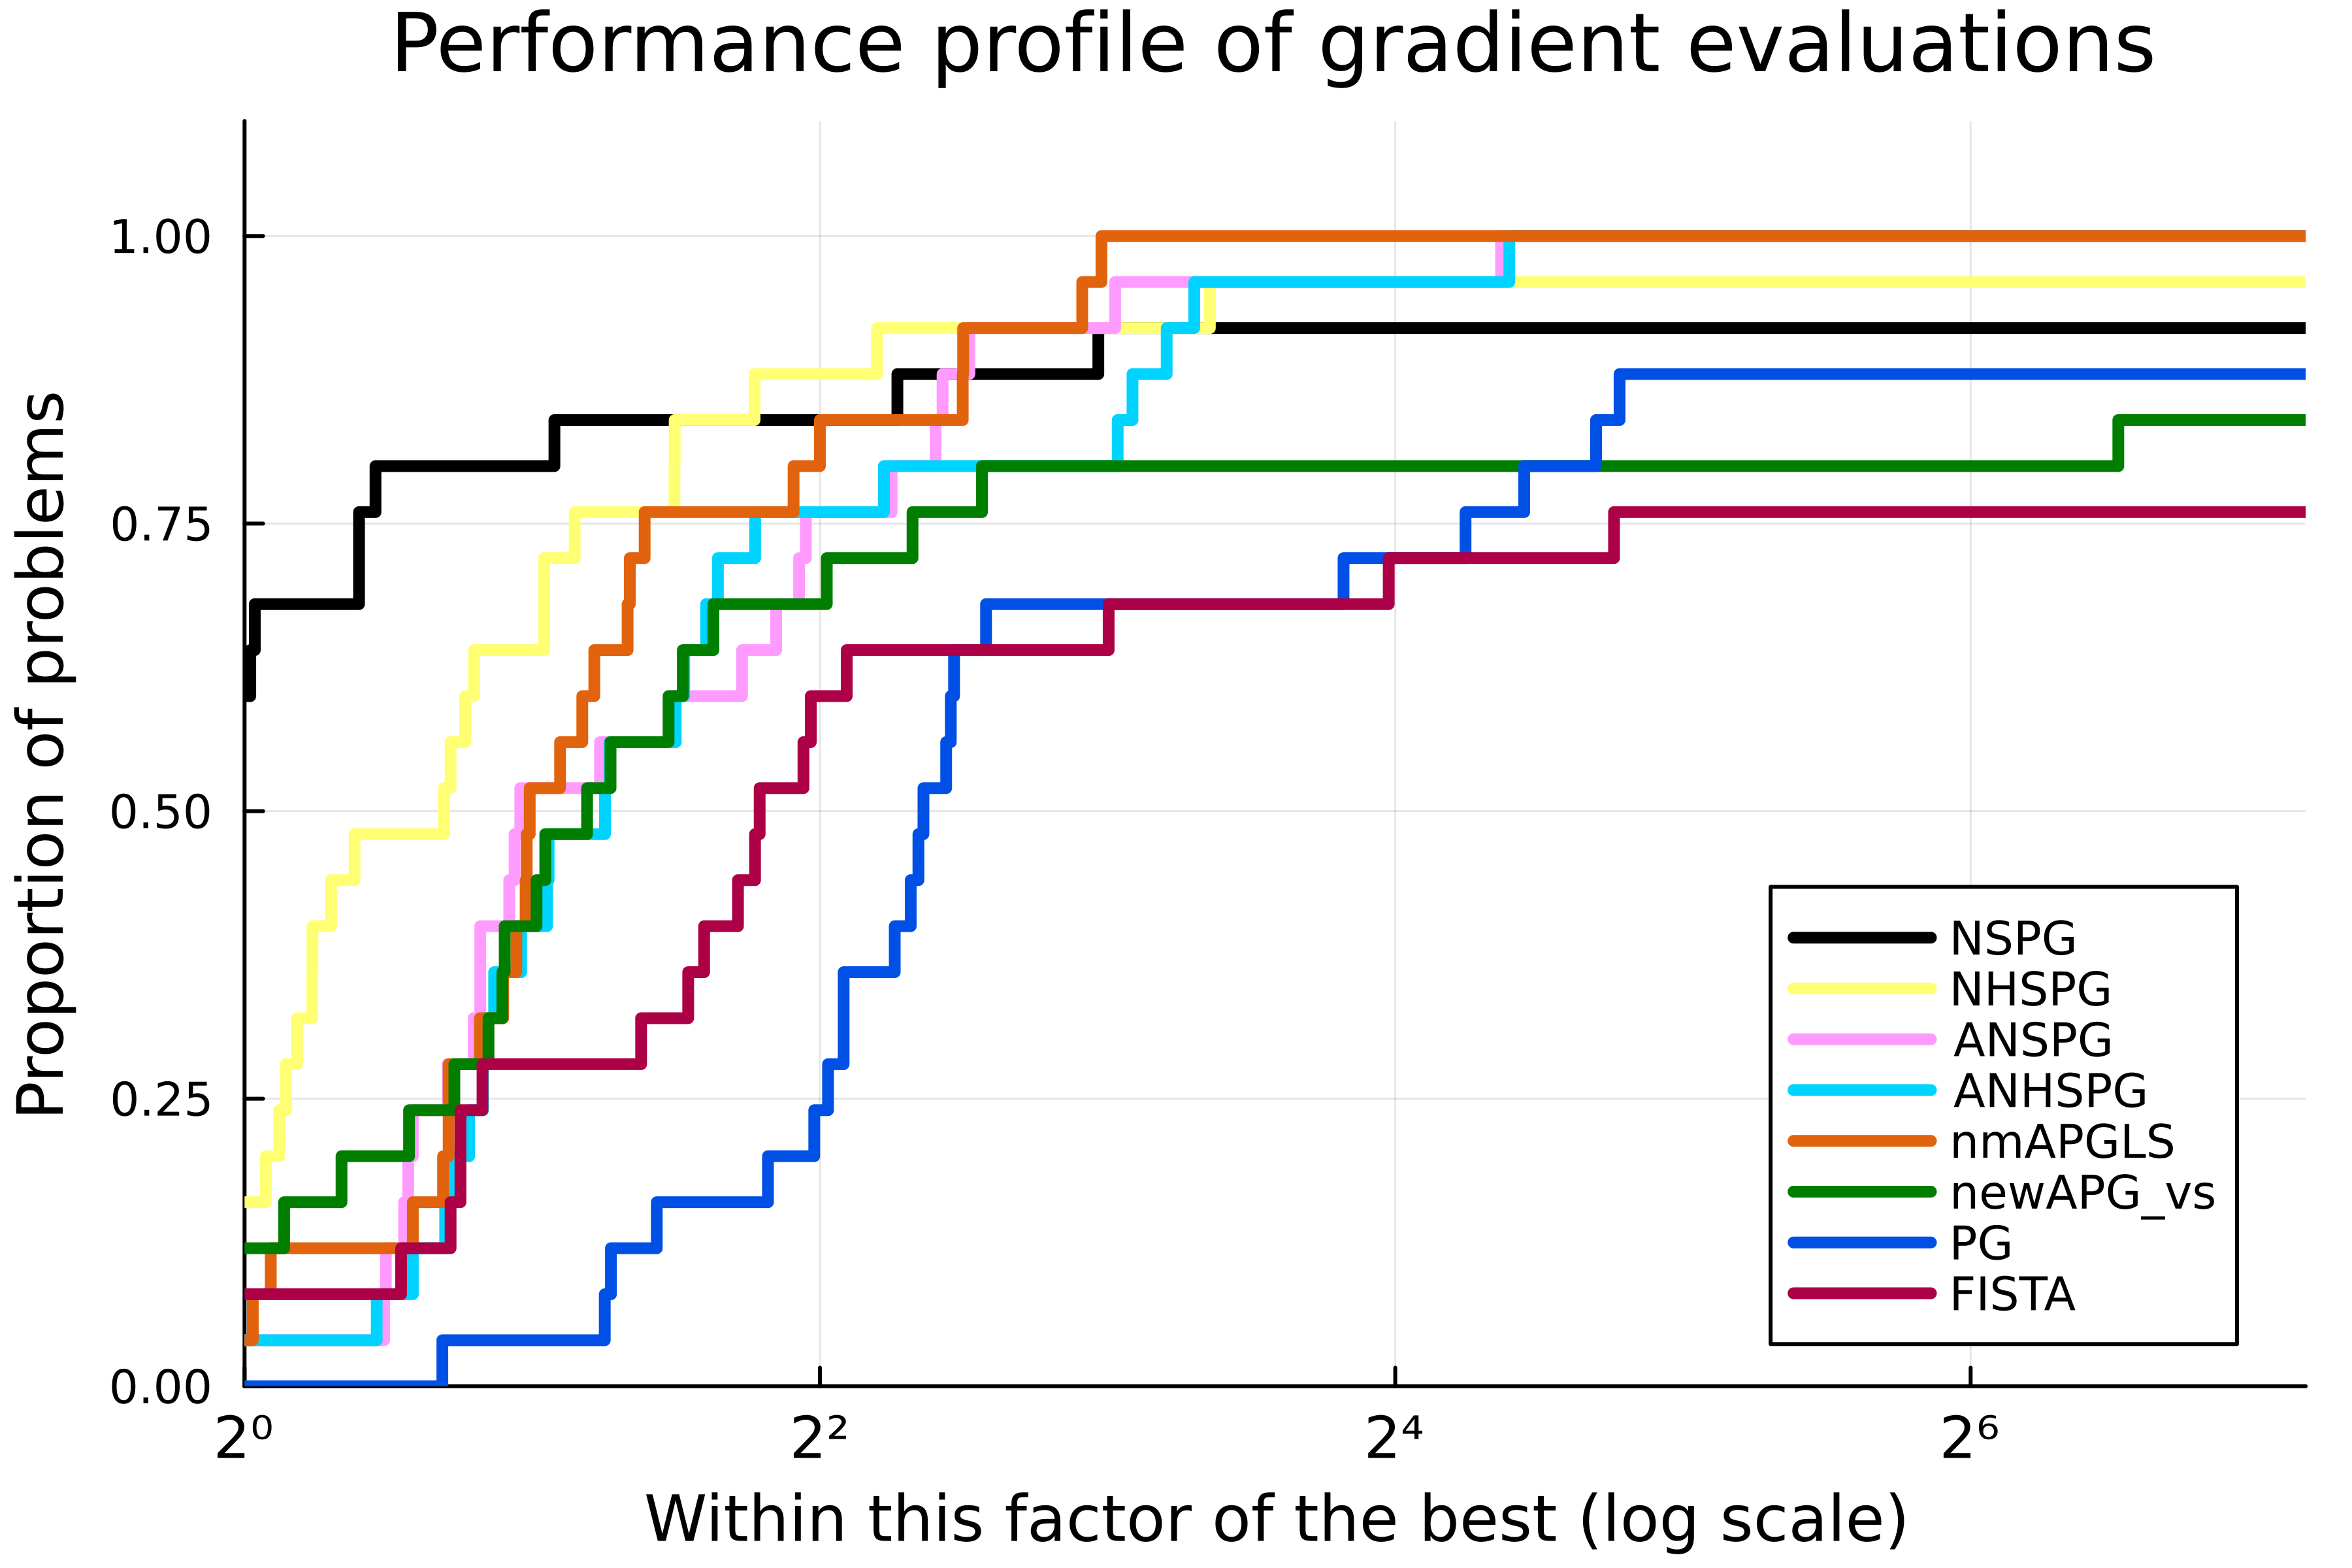 Performance profile of gradient evaluations
Proportion of problems
1.00
0.75
0.50
0.25
0.00
2⁰
2²
2⁴
2⁶
Within this factor of the best (log scale)
NSPG
NHSPG
ANSPG
ANHSPG
nmAPGLS
newAPG_vs
PG
FISTA